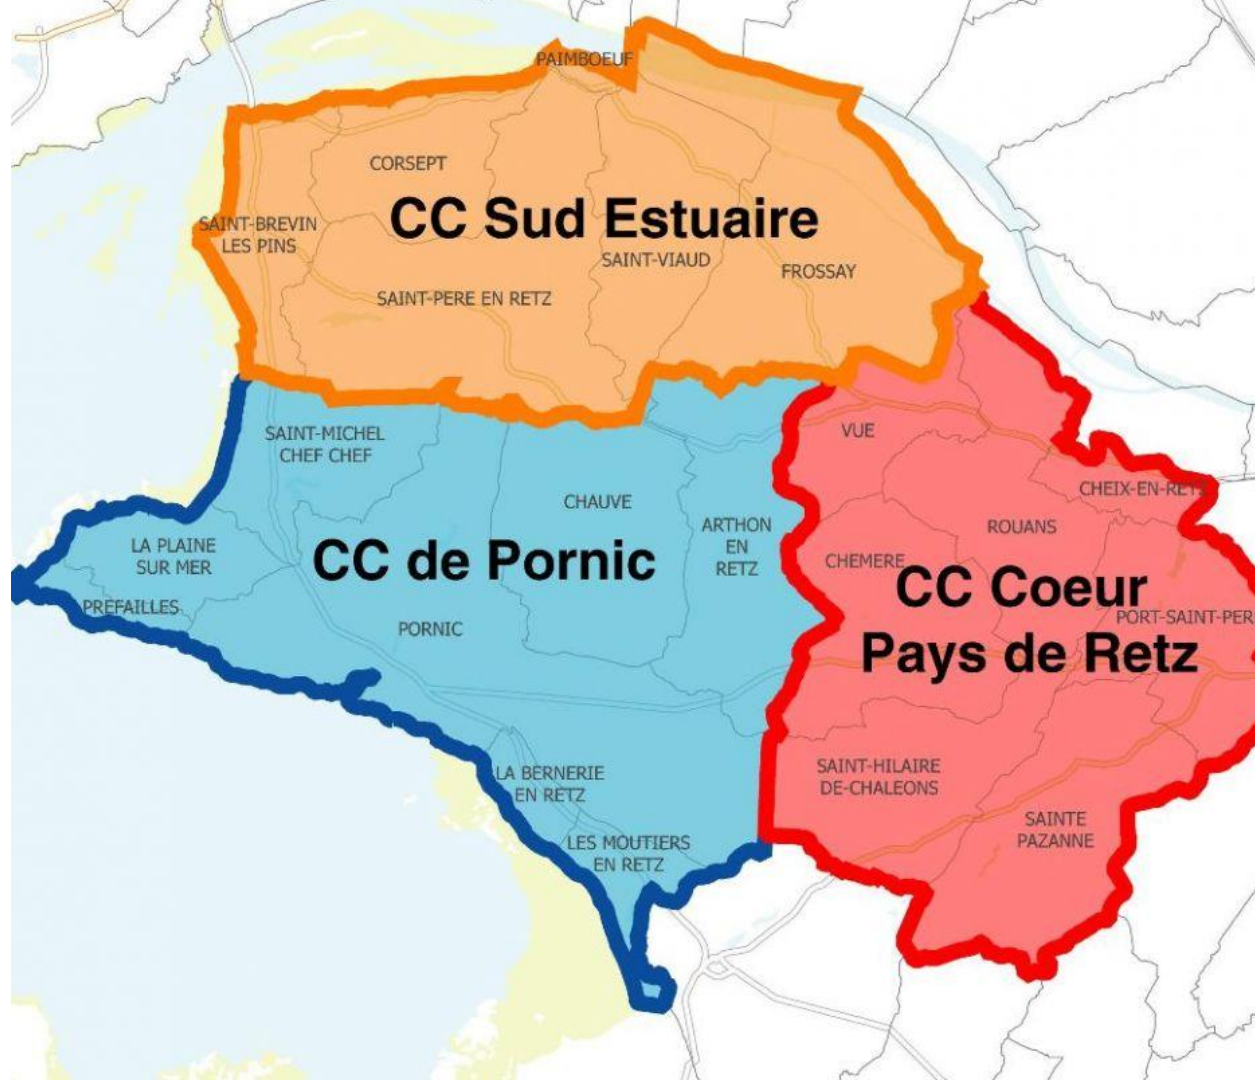 PAIMBOEUF
CORSEPT
CC Sud Estuaire
SAINT-BREVIN
LES PINS
SAINT-VIAUD
FROSSAY
SAINT-PERE EN RETZ
SAINT-MICHEL
CHEF CHEF
VUE
CHAUVE
CHEIX-EN-RETZ
ARTHON
EN
RETZ
ROUANS
LA PLAINE
SUR MER
CC de Pornic
CHEMERE
CC Coeur
Pays de Retz
PREFAILLES
PORNIC
PORT-SAINT-PER
LA BERNERIE
EN RETZ
SAINT-HILAIRE
DE-CHALEONS
SAINTE
PAZANNE
LES MOUTIERS
EN RETZ